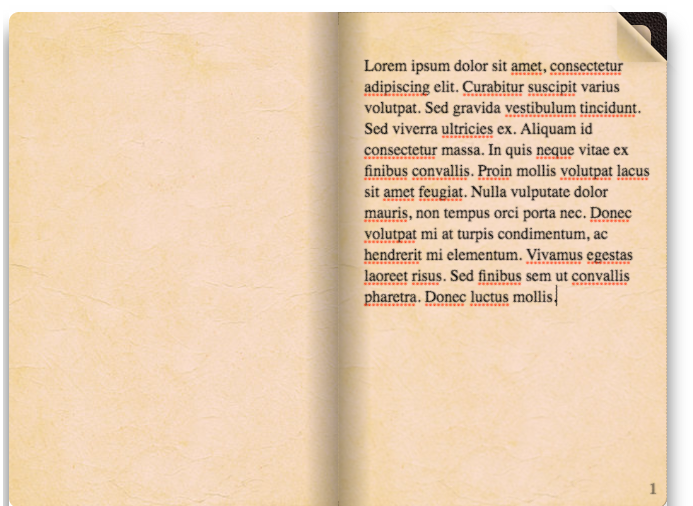 Lorem ipsum dolor sit amet, consectetur
adipiscing elit. Curabitur suscipit varius
volutpat. Sed gravida vestibulum tincidunt.
Sed viverra ultricies ex. Aliquam id
consectetur massa. In quis neque vitae ex
finibus convallis. Proin mollis volutpat lacus
sit amet feugiat. Nulla vulputate dolor
mauris, non tempus orci porta nec. Donec
volutpat mi at turpis condimentum, ac
hendrerit mi elementum. Vivamus egestas
laoreet risus. Sed finibus sem ut convallis
pharetra. Donec luctus mollis.
1